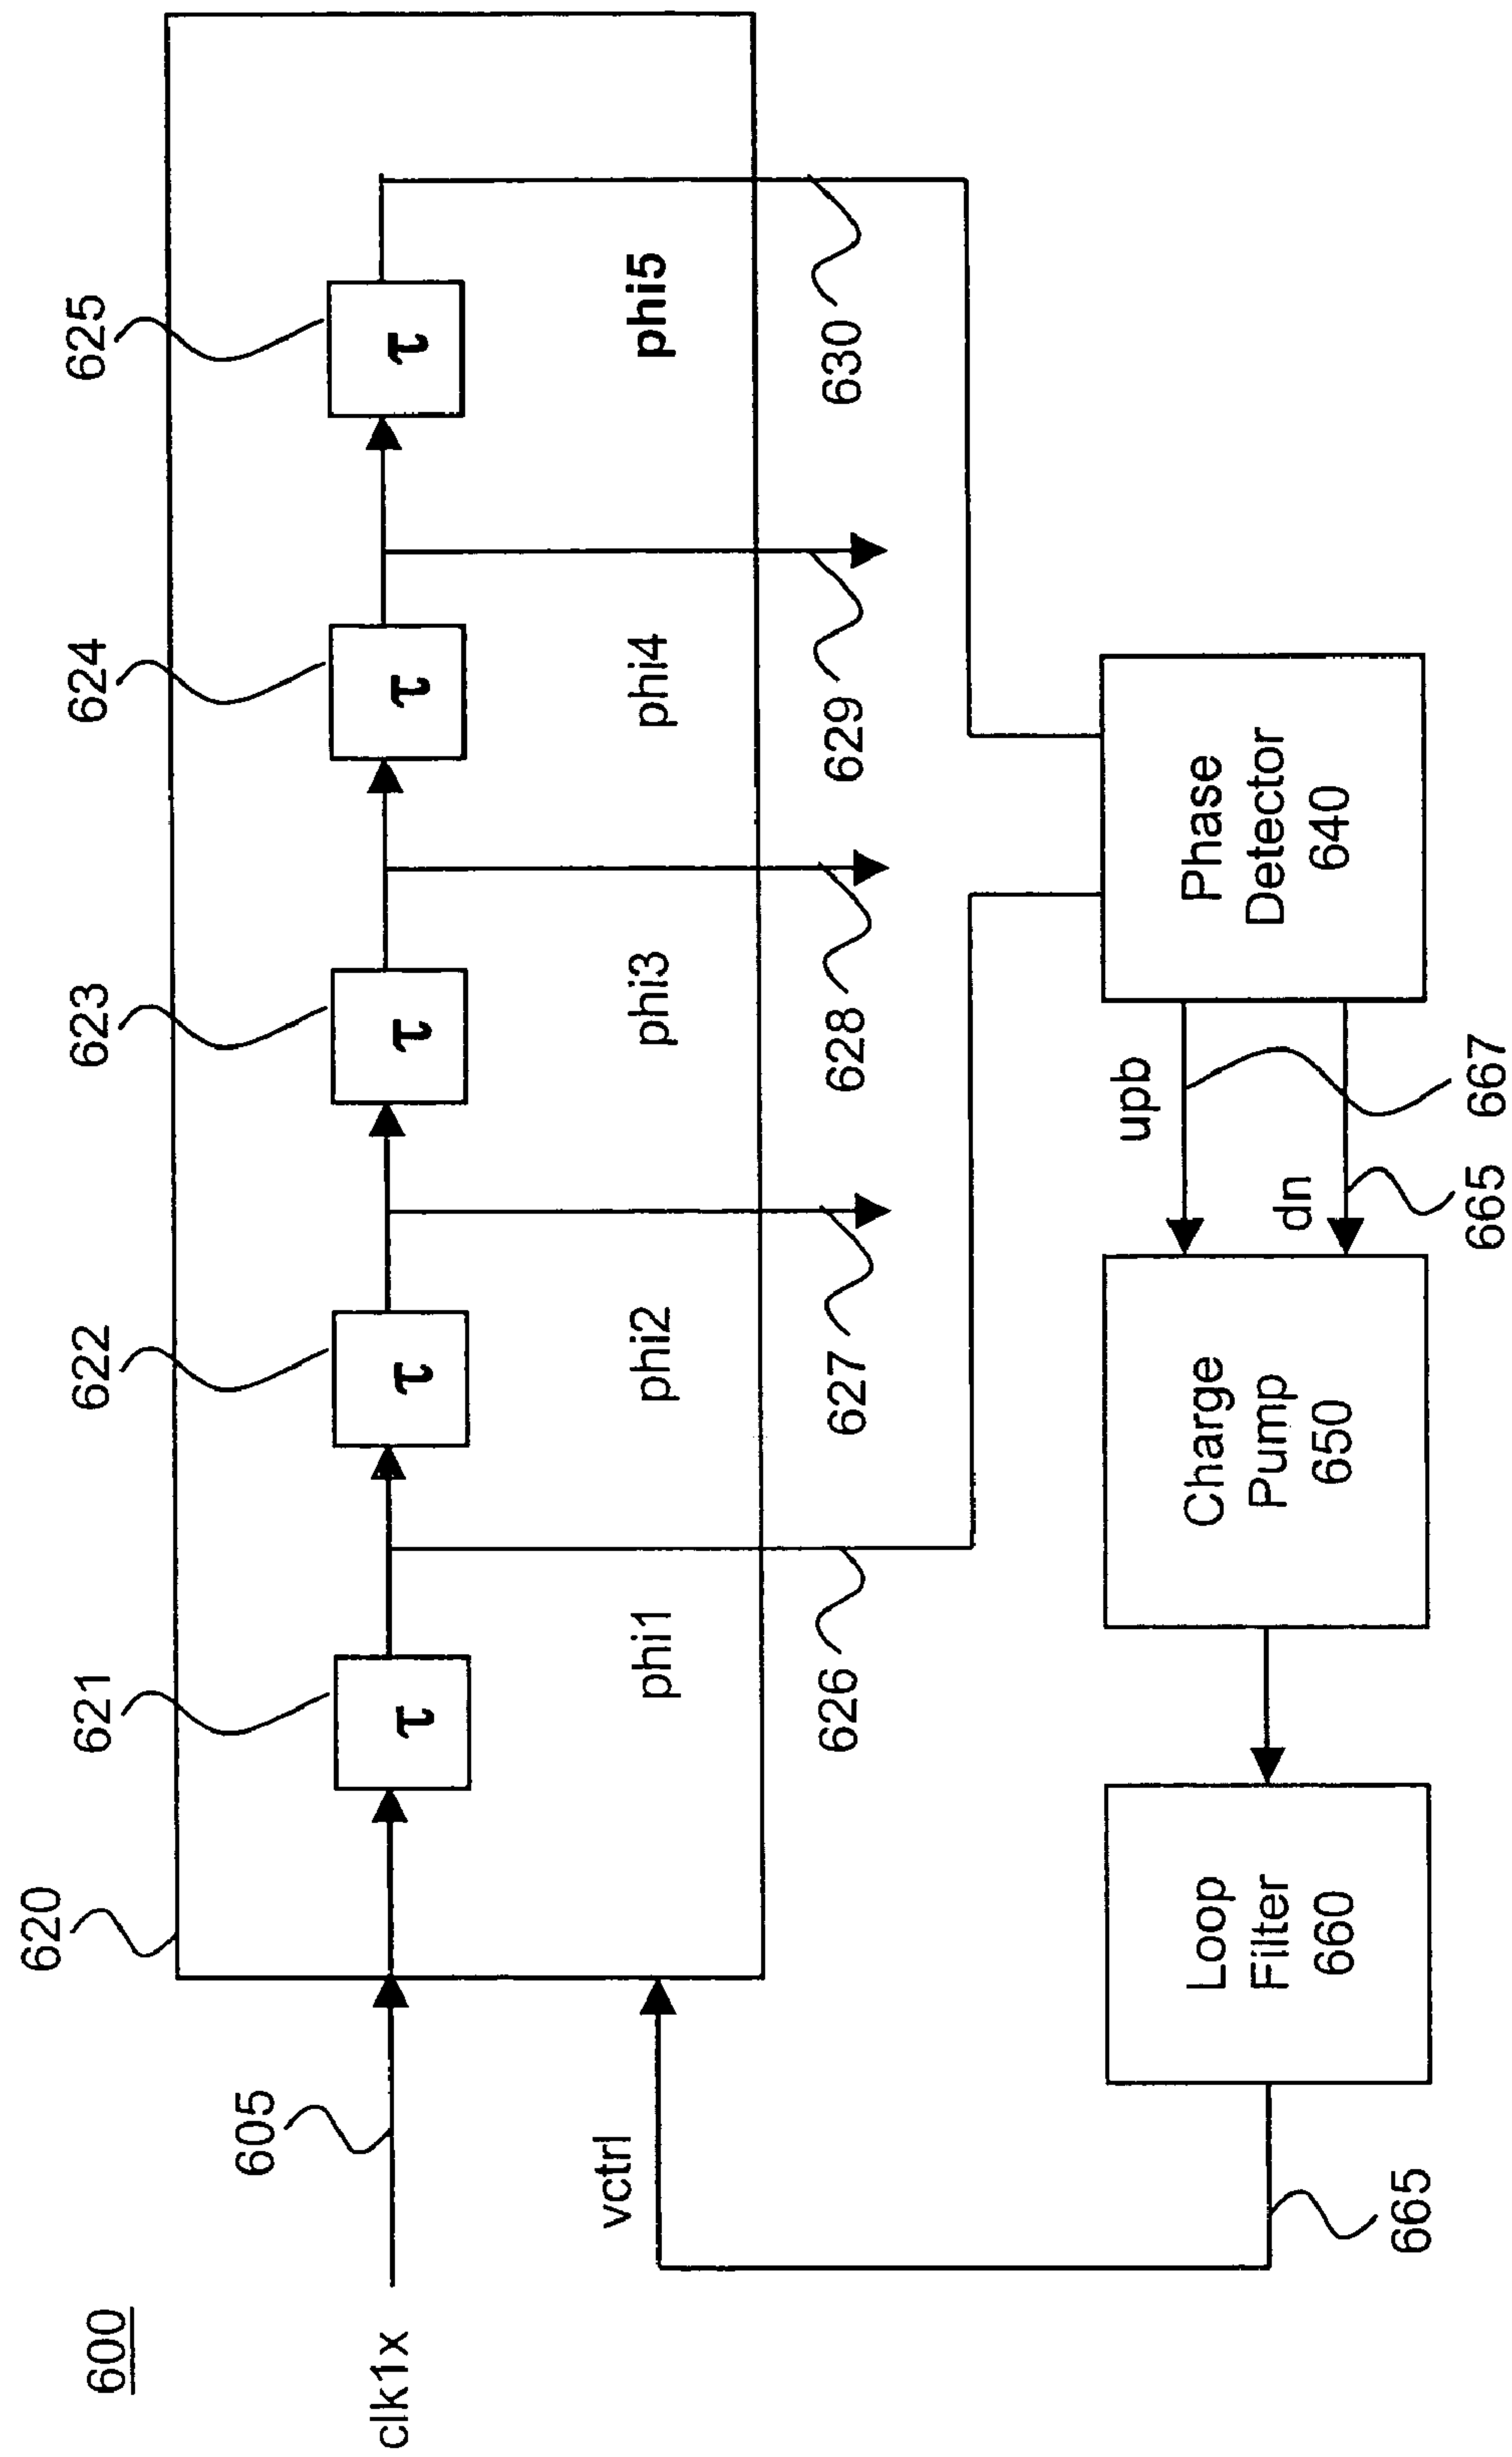 600
620
621
622
623
624
625
clk1x
605
vctrl
τ
τ
τ
τ
τ
phi1
phi2
phi3
phi4
phi5
626
627
628
629
630
Loop
Filter
660
Charge
Pump
650
Phase
Detector
640
upb
dn
665
665
667